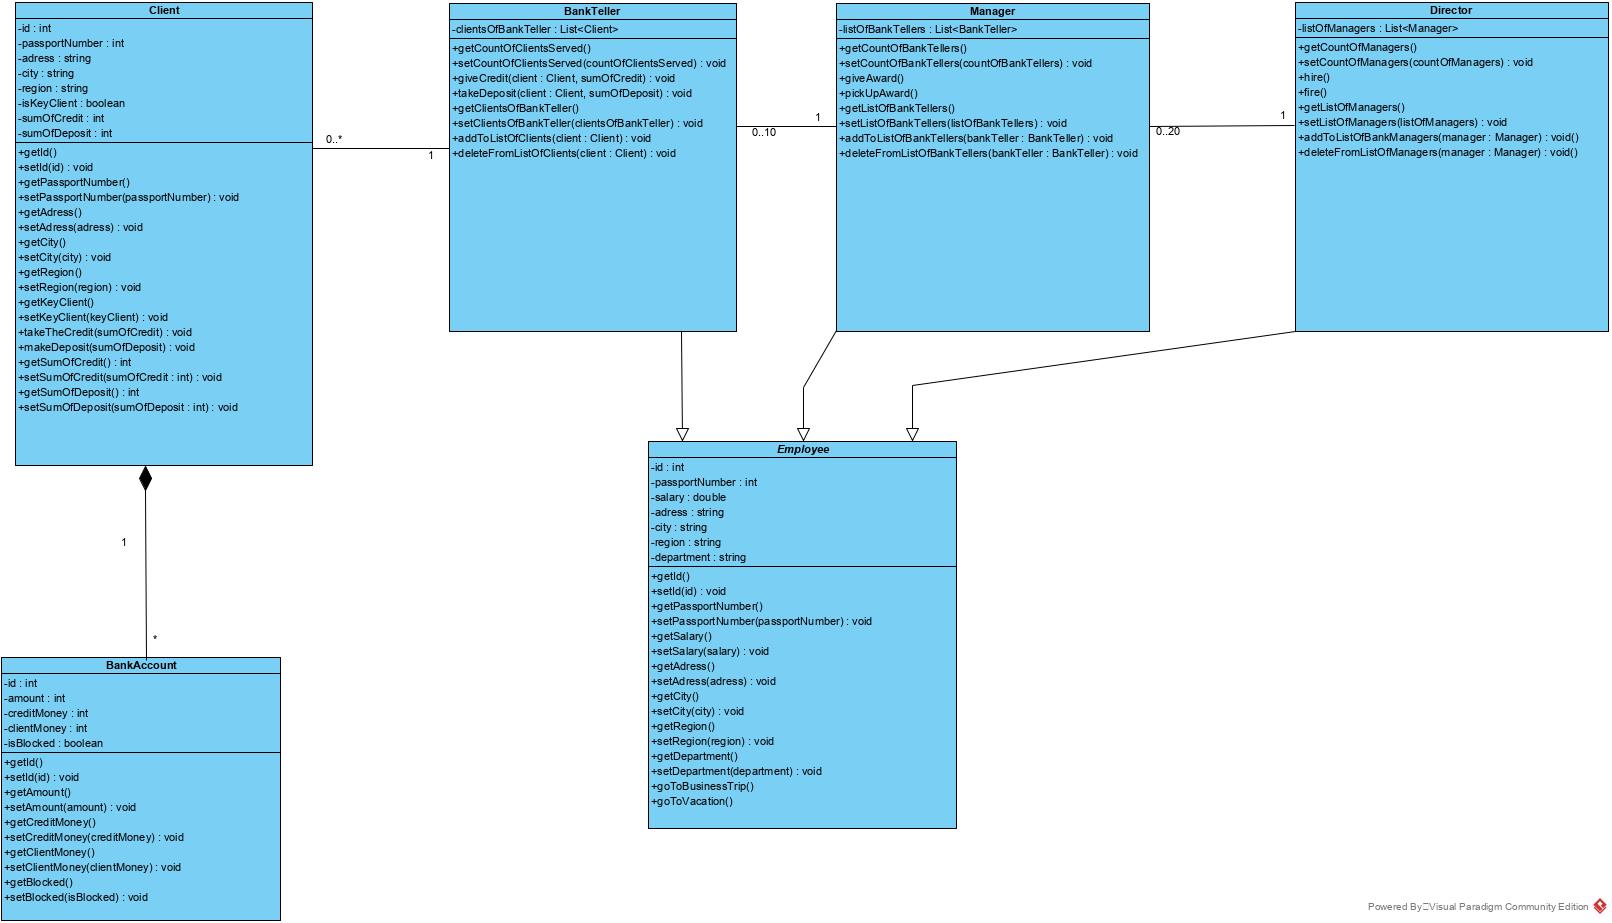 Client
-id : int
-passportNumber : int
-adress : string
-city : string
-region : string
-isKeyClient : boolean
-sumOfCredit : int
-sumOfDeposit : int
+getId()
+setId(id) : void
+getPassportNumber()
+setPassportNumber(passportNumber) : void
+getAdress()
+setAdress(adress) : void
+getCity()
+setCity(city) : void
+getRegion()
+setRegion(region) : void
+getKeyClient()
+setKeyClient(keyClient) : void
+takeTheCredit(sumOfCredit) : void
+makeDeposit(sumOfDeposit) : void
+getSumOfCredit() : int
+setSumOfCredit(sumOfCredit : int) : void
+getSumOfDeposit() : int
+setSumOfDeposit(sumOfDeposit : int) : void
0..*
1
BankTeller
-clientsOfBankTeller : List<Client>
+getCountOfClientsServed()
+setCountOfClientsServed(countOfClientsServed) : void
+giveCredit(client : Client, sumOfCredit) : void
+takeDeposit(client : Client, sumOfDeposit) : void
+getClientsOfBankTeller()
+setClientsOfBankTeller(clientsOfBankTeller) : void
+addToListOfClients(client : Client) : void
+deleteFromListOfClients(client : Client) : void
0..10
1
Manager
-listOfBankTellers : List<BankTeller>
+getCountOfBankTellers()
+setCountOfBankTellers(countOfBankTellers) : void
+giveAward()
+pickUpAward()
+getListOfBankTellers()
+setListOfBankTellers(listOfBankTellers) : void
+addToListOfBankTellers(bankTeller : BankTeller) : void
+deleteFromListOfBankTellers(bankTeller : BankTeller) : void
0..20
1
Director
-listOfManagers : List<Manager>
+getCountOfManagers()
+setCountOfManagers(countOfManagers) : void
+hire()
+fire()
+getListOfManagers()
+setListOfManagers(listOfManagers) : void
+addToListOfBankManagers(manager : Manager) : void()
+deleteFromListOfManagers(manager : Manager) : void()
1
*
BankAccount
-id : int
-amount : int
-creditMoney : int
-clientMoney : int
-isBlocked : boolean
+getId()
+setId(id) : void
+getAmount()
+setAmount(amount) : void
+getCreditMoney()
+setCreditMoney(creditMoney) : void
+getClientMoney()
+setClientMoney(clientMoney) : void
+getBlocked()
+setBlocked(isBlocked) : void
Employee
-id : int
-passportNumber : int
-salary : double
-adress : string
-city : string
-region : string
-department : string
+getId()
+setId(id) : void
+getPassportNumber()
+setPassportNumber(passportNumber) : void
+getSalary()
+setSalary(salary) : void
+getAdress()
+setAdress(adress) : void
+getCity()
+setCity(city) : void
+getRegion()
+setRegion(region) : void
+getDepartment()
+setDepartment(department) : void
+goToBusinessTrip()
+goToVacation()
Powered By Visual Paradigm Community Edition